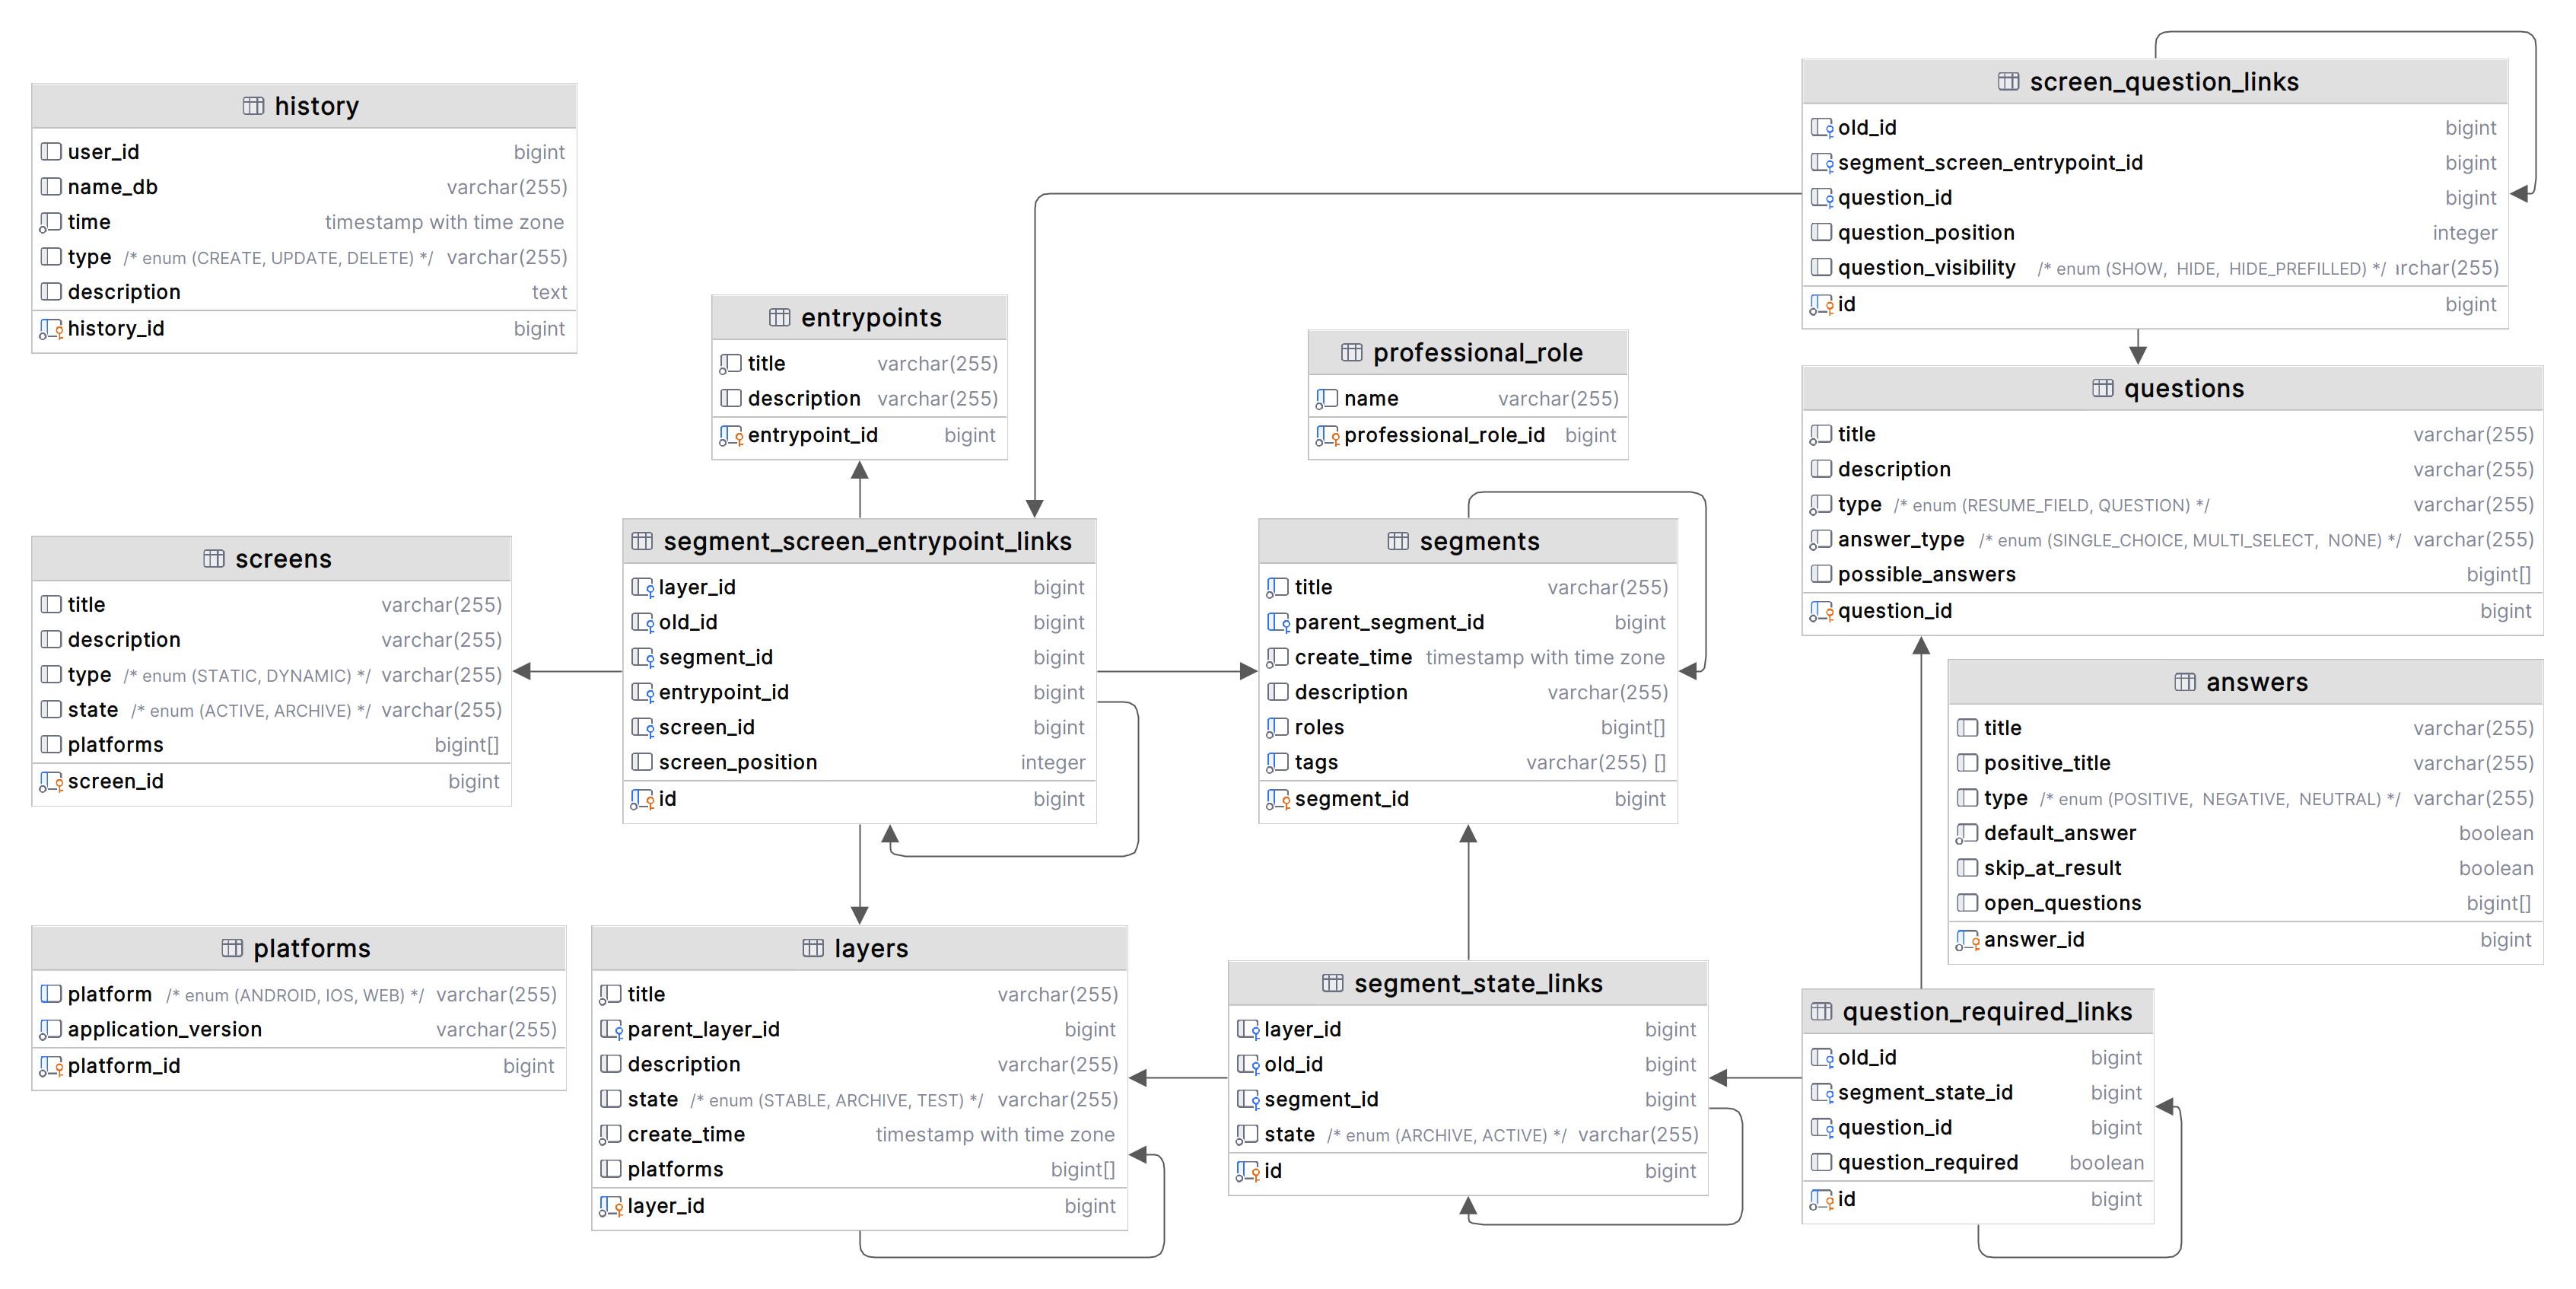 history
user_id bigint
name_db varchar(255)
time timestamp with time zone
type /* enum (CREATE, UPDATE, DELETE) */ varchar(255)
description text
history_id bigint
screen_question_links
old_id bigint
segment_screen_entrypoint_id bigint
question_id bigint
question_position integer
question_visibility /* enum (SHOW, HIDE, HIDE_PREFILLED) */ archar(255)
id bigint
entrypoints
title varchar(255)
description varchar(255)
entrypoint_id bigint
professional_role
name varchar(255)
professional_role_id bigint
questions
title varchar(255)
description varchar(255)
type /* enum (RESUME_FIELD, QUESTION) */ varchar(255)
answer_type /* enum (SINGLE_CHOICE, MULTI_SELECT, NONE) */ varchar(255)
possible_answers bigint[]
question_id bigint
screens
title varchar(255)
description varchar(255)
type /* enum (STATIC, DYNAMIC) */ varchar(255)
state /* enum (ACTIVE, ARCHIVE) */ varchar(255)
platforms bigint[]
screen_id bigint
segment_screen_entrypoint_links
layer_id bigint
old_id bigint
segment_id bigint
entrypoint_id bigint
screen_id bigint
screen_position integer
id bigint
segments
title varchar(255)
parent_segment_id bigint
create_time timestamp with time zone
description varchar(255)
roles bigint[]
tags varchar(255) []
segment_id bigint
answers
title varchar(255)
positive_title varchar(255)
type /* enum (POSITIVE, NEGATIVE, NEUTRAL) */ varchar(255)
default_answer boolean
skip_at_result boolean
open_questions bigint[]
answer_id bigint
platforms
platform /* enum (ANDROID, IOS, WEB) */ varchar(255)
application_version varchar(255)
platform_id bigint
layers
title varchar(255)
parent_layer_id bigint
description varchar(255)
state /* enum (STABLE, ARCHIVE, TEST) */ varchar(255)
create_time timestamp with time zone
platforms bigint[]
layer_id bigint
segment_state_links
layer_id bigint
old_id bigint
segment_id bigint
state /* enum (ARCHIVE, ACTIVE) */ varchar(255)
id bigint
question_required_links
old_id bigint
segment_state_id bigint
question_id bigint
question_required boolean
id bigint